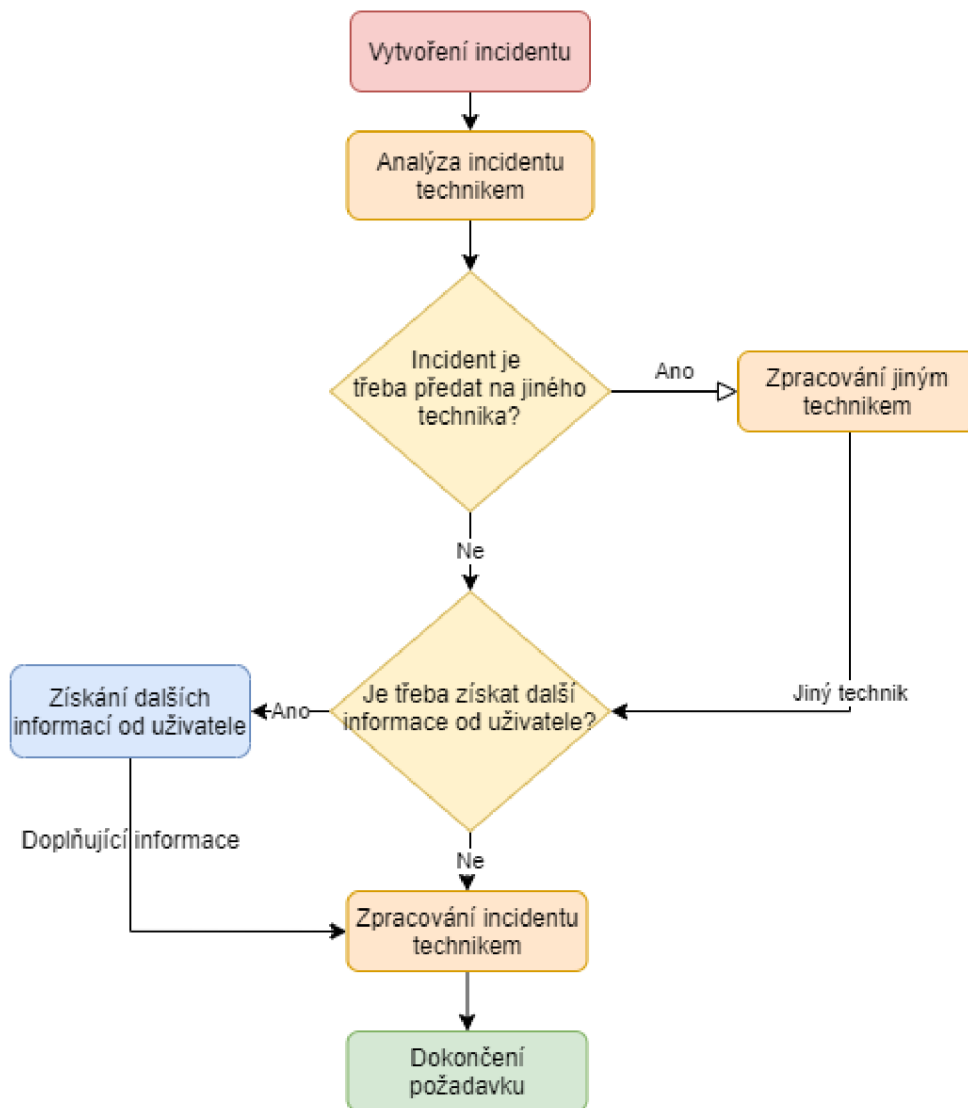 Vytvoření incidentu
Analýza incidentu
technikem
Incident je
třeba předat na jiného
technika?
Ano
Zpracování jiným
technikem
Ne
Je třeba získat další
informace od uživatele?
Jiný technik
Ano
Získání dalších
informací od uživatele
Doplňující informace
Ne
Zpracování incidentu
technikem
Dokončení
požadavku